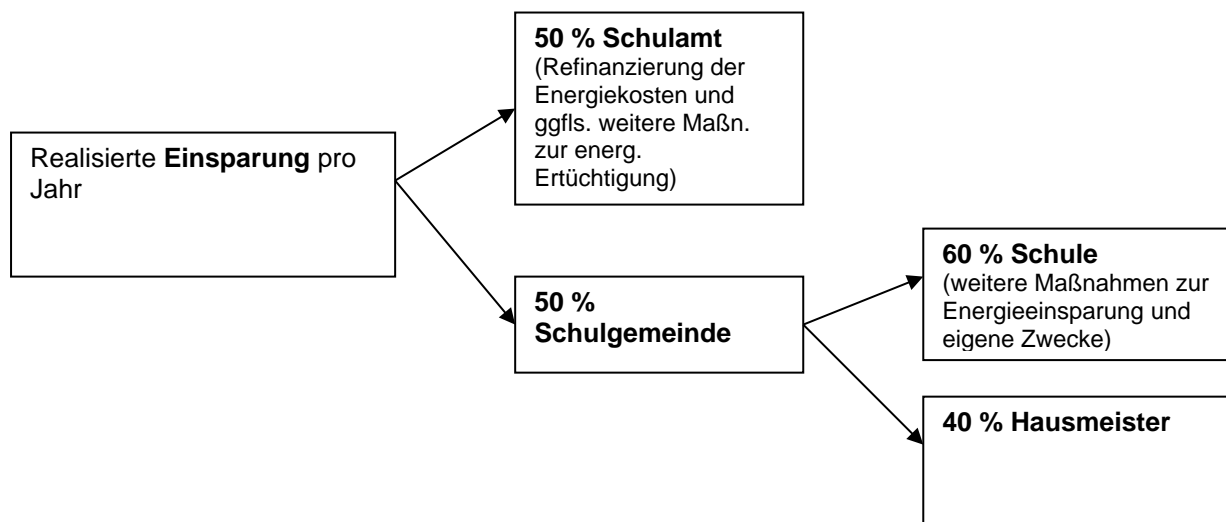 50 % Schulamt
(Refinanzierung der
Energiekosten und
ggfls. weitere Maßn.
zur energ.
Ertüchtigung)
Realisierte Einsparung pro
Jahr
50 %
Schulgemeinde
60 % Schule
(weitere Maßnahmen zur
Energieeinsparung und
eigene Zwecke)
40 % Hausmeister